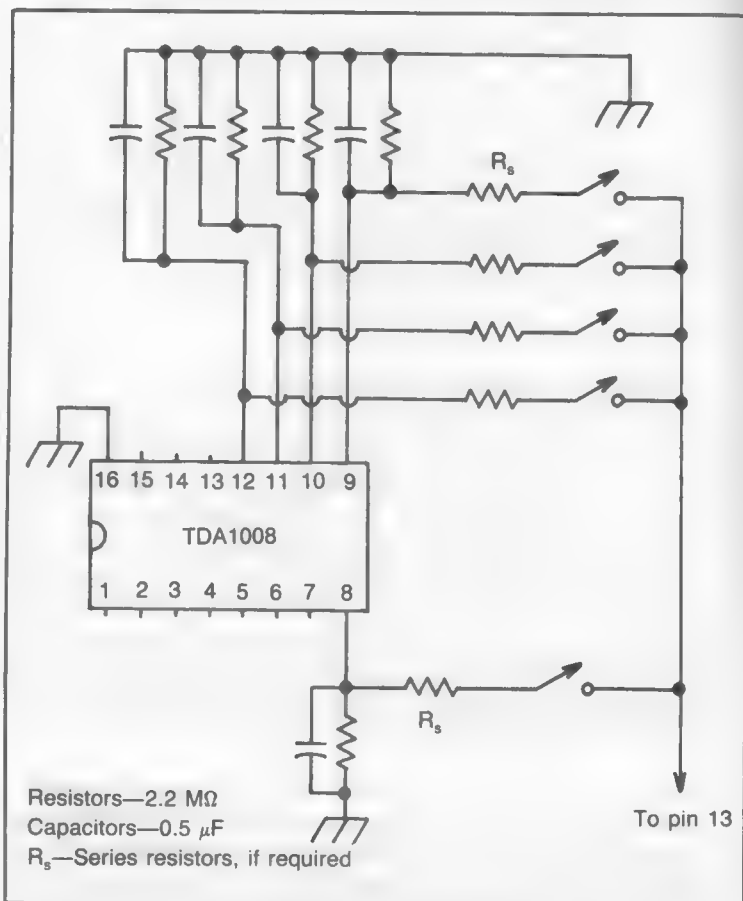 Rₛ
16 15 14 13 12 11 10 9
TDA1008
1 2 3 4 5 6 7 8
Rₛ
Resistors—2.2 MΩ
Capacitors—0.5 μF
Rₛ—Series resistors, if required
To pin 13